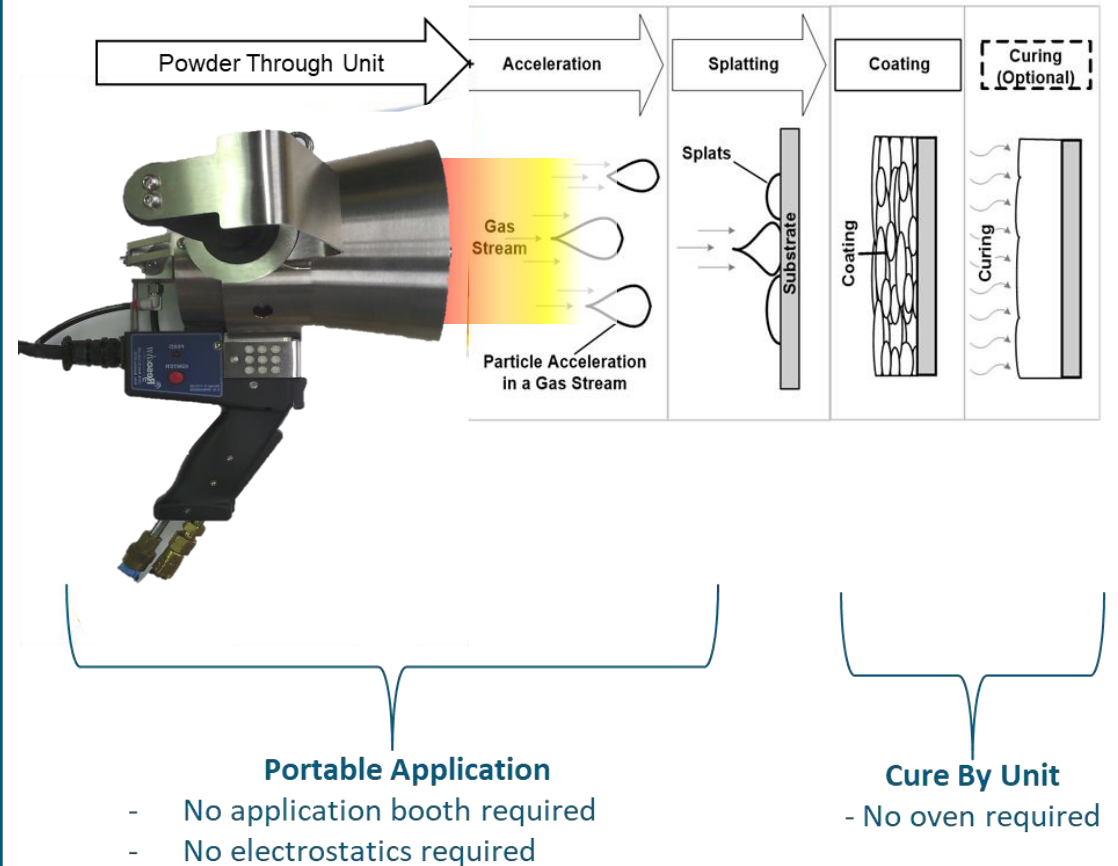 Powder Through Unit
Acceleration
Splatting
Coating
Curing
(Optional)
Gas
Stream
Particle Acceleration
in a Gas Stream
Splats
Substrate
Coating
Curing
Portable Application
- No application booth required
- No electrostatics required
Cure By Unit
- No oven required